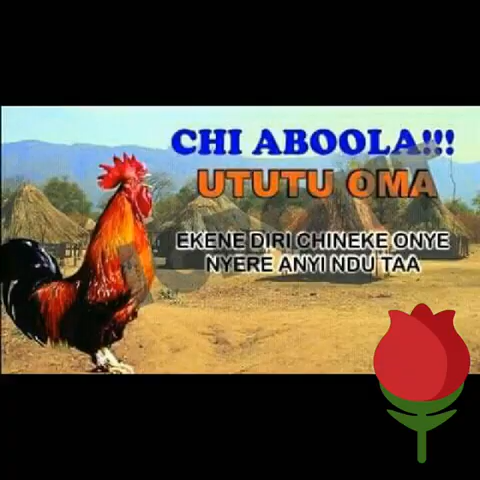 CHI ABOOLA!!!
UTUTU OMA
EKENE DIRI CHINEKE ONYE
NYERE ANYI NDU TAA